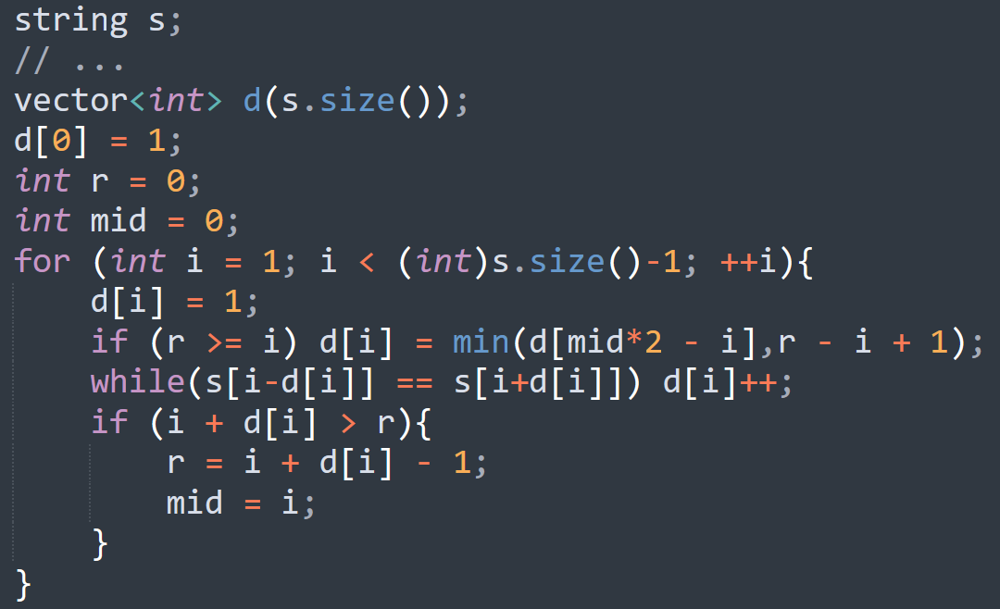 string s;
// ...
vector<int> d(s.size());
d[0] = 1;
int r = 0;
int mid = 0;
for (int i = 1; i < (int)s.size()-1; ++i){
    d[i] = 1;
    if (r >= i) d[i] = min(d[mid*2 - i],r - i + 1);
    while(s[i-d[i]] == s[i+d[i]]) d[i]++;
    if (i + d[i] > r){
        r = i + d[i] - 1;
        mid = i;
    }
}